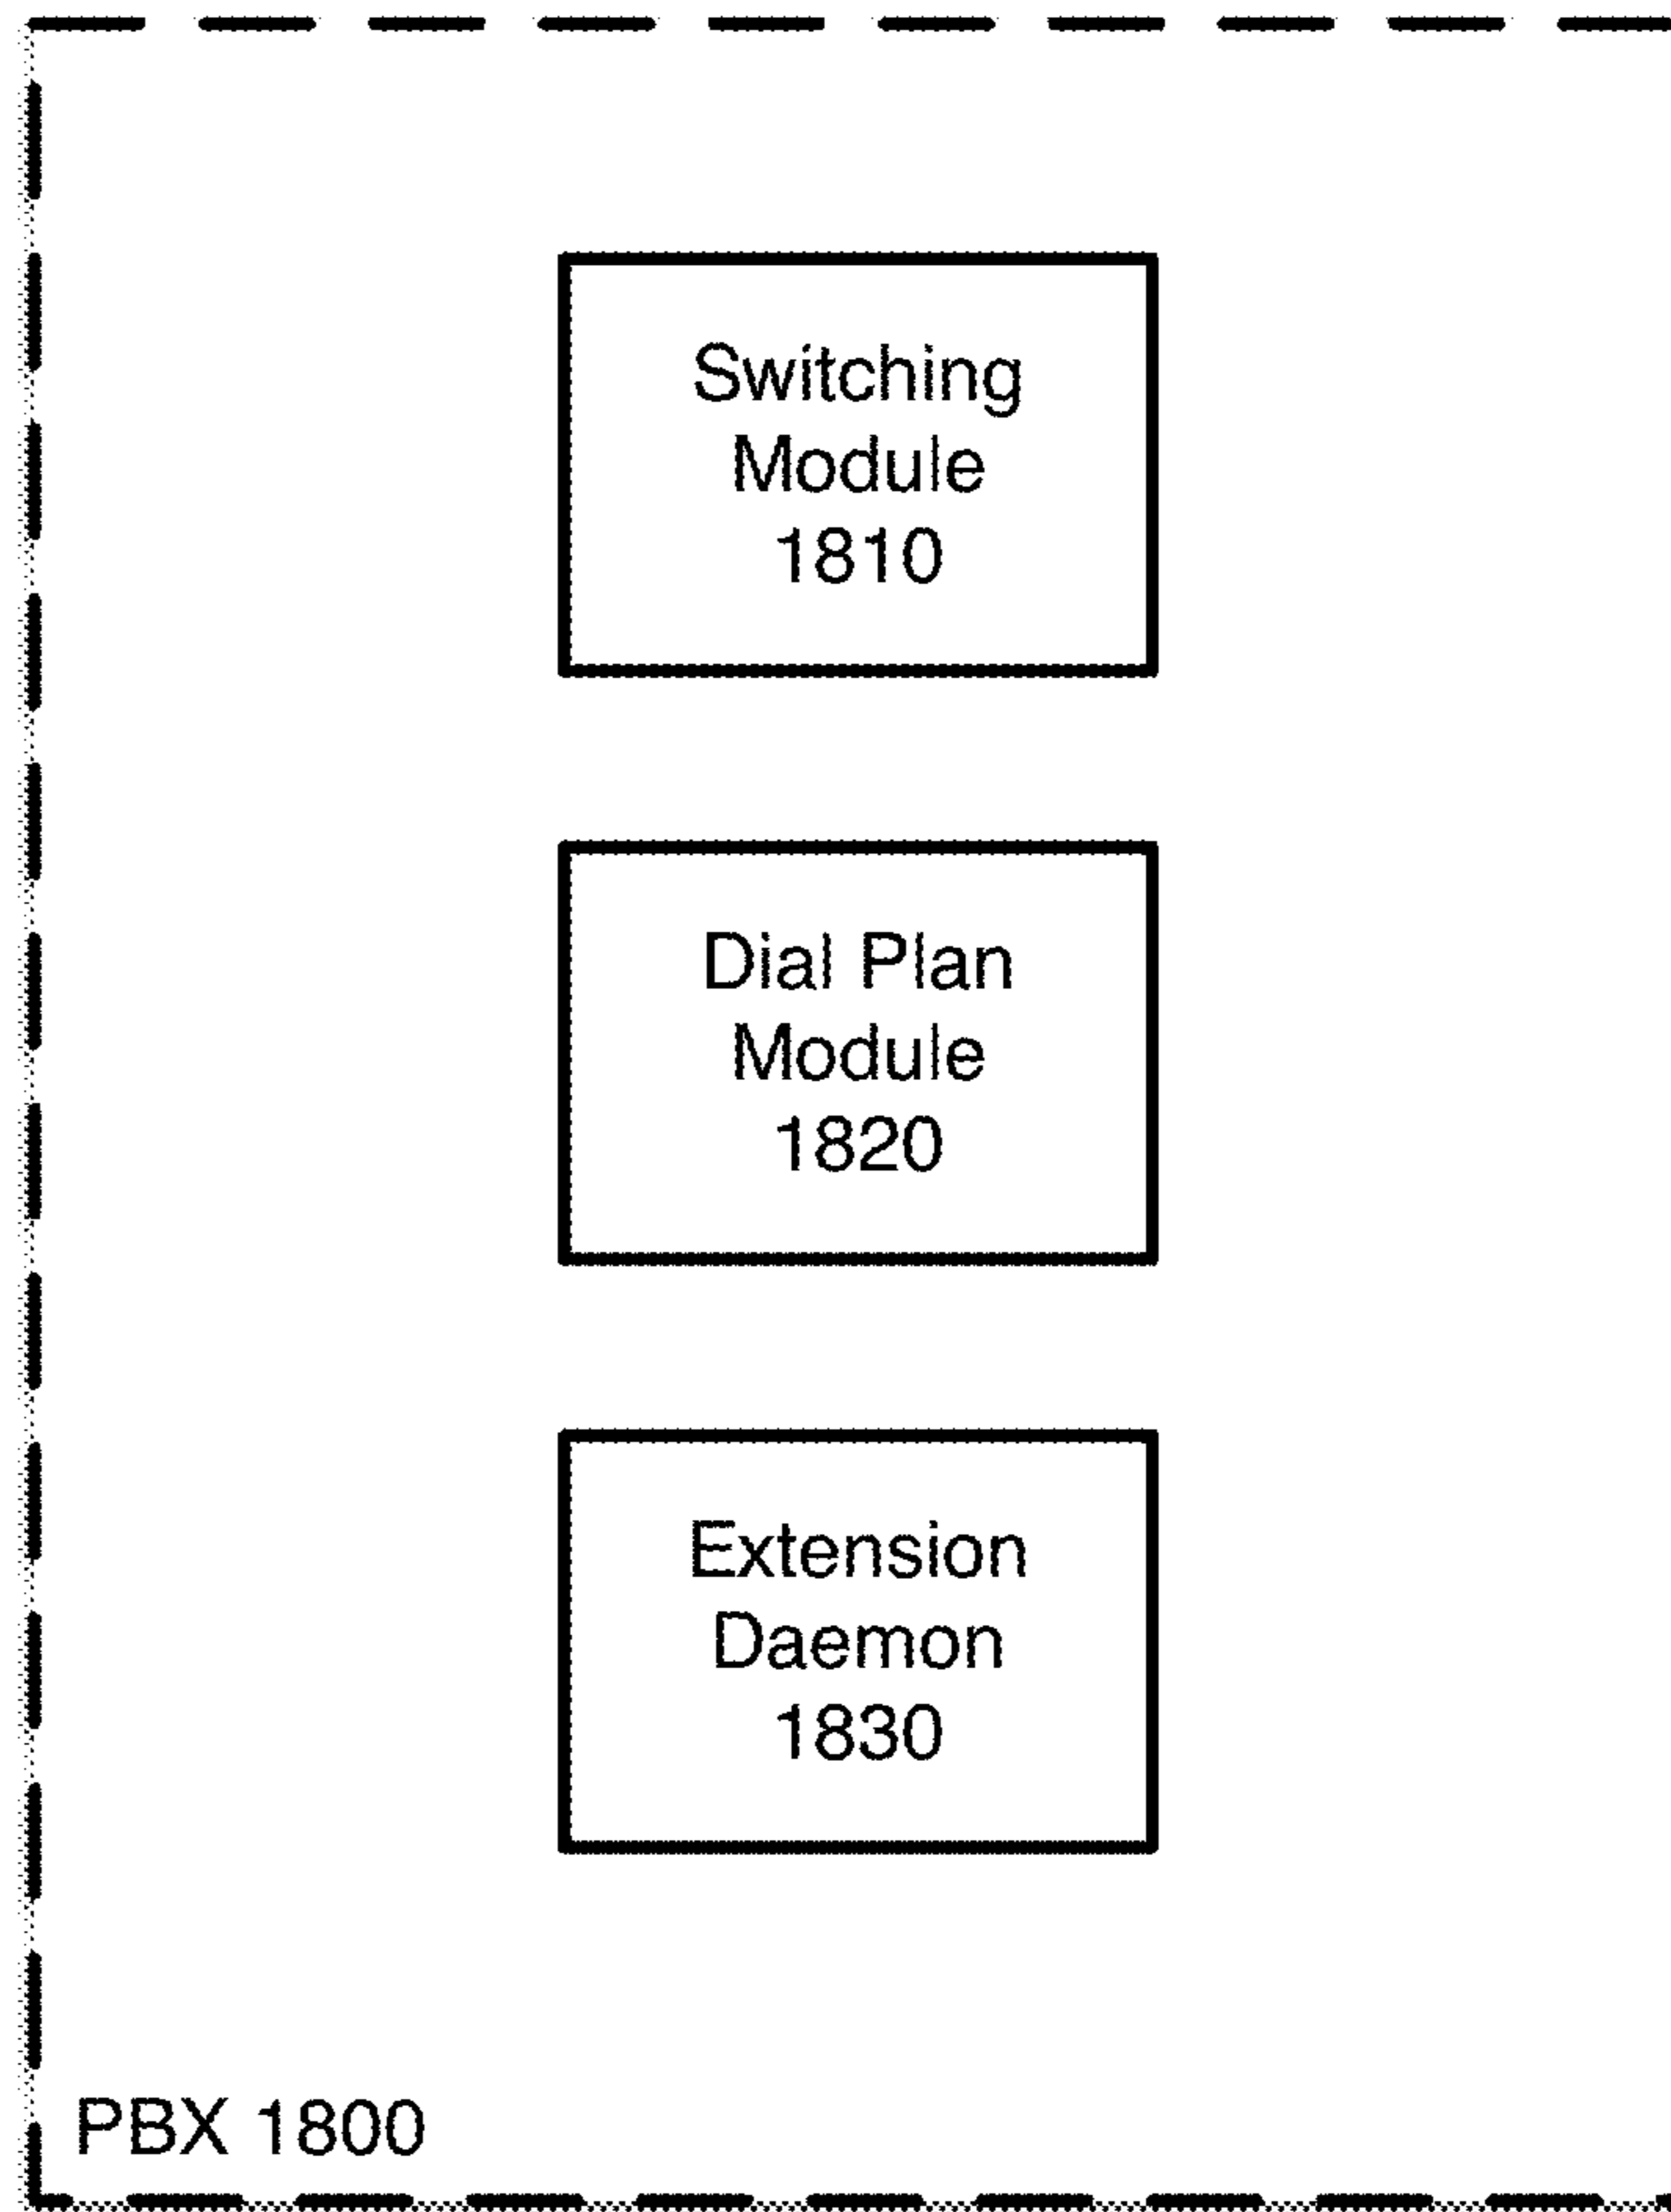 Switching
Module
1810
Dial Plan
Module
1820
Extension
Daemon
1830
PBX 1800